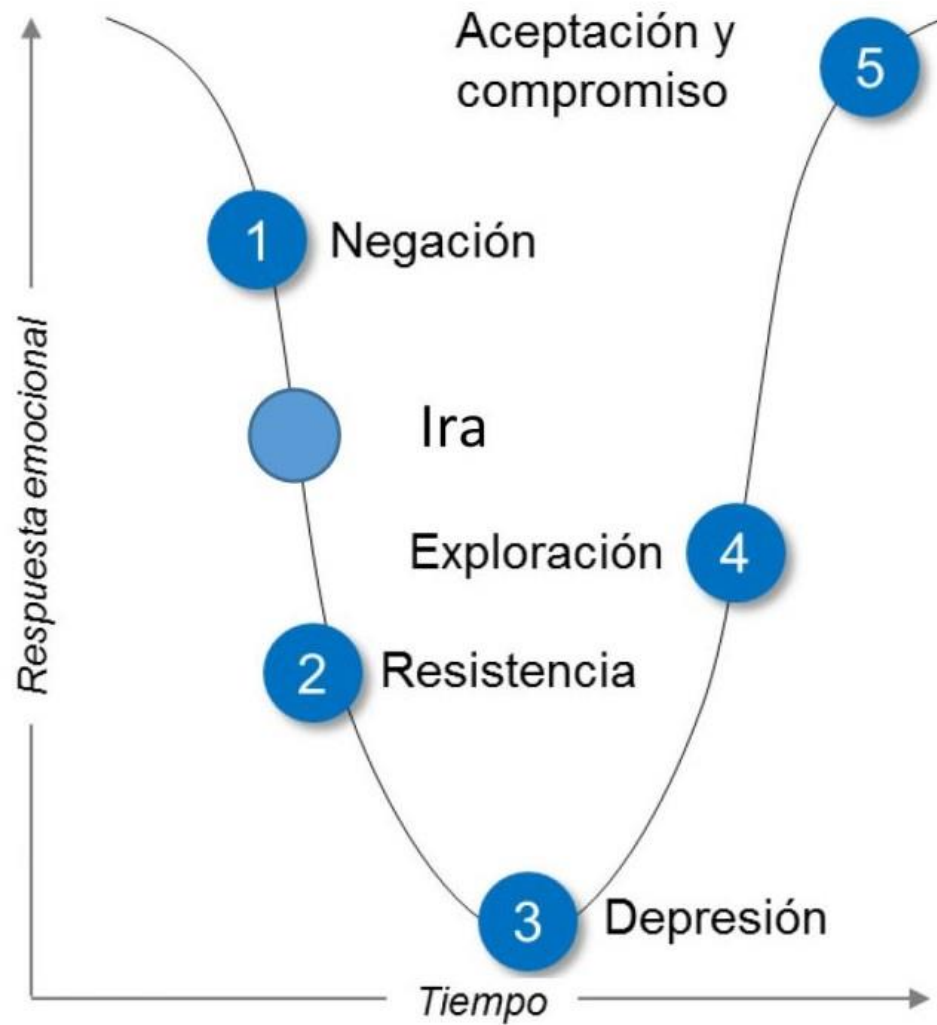 Aceptación y
compromiso
5
1
Negación
Ira
Exploración
4
2
Resistencia
3
Depresión
Respuesta emocional
Tiempo